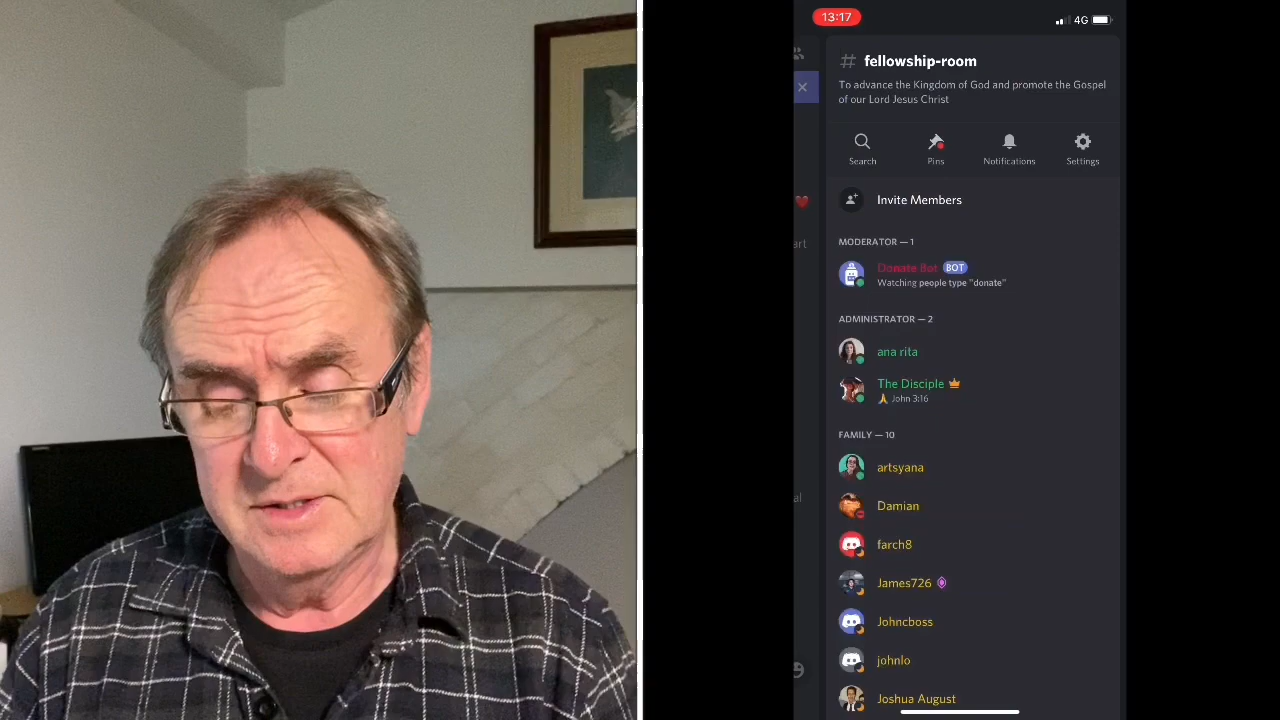 13:17
4G
# fellowship-room
To advance the Kingdom of God and promote the Gospel
of our Lord Jesus Christ
Search
Pins
Notifications
Settings
Invite Members
MODERATOR — 1
Donate Bot BOT
Watching people type "donate"
ADMINISTRATOR — 2
art
ana rita
The Disciple
John 3:16
FAMILY — 10
artsyana
al
Damian
farch8
James726
Johncboss
johnlo
Joshua August